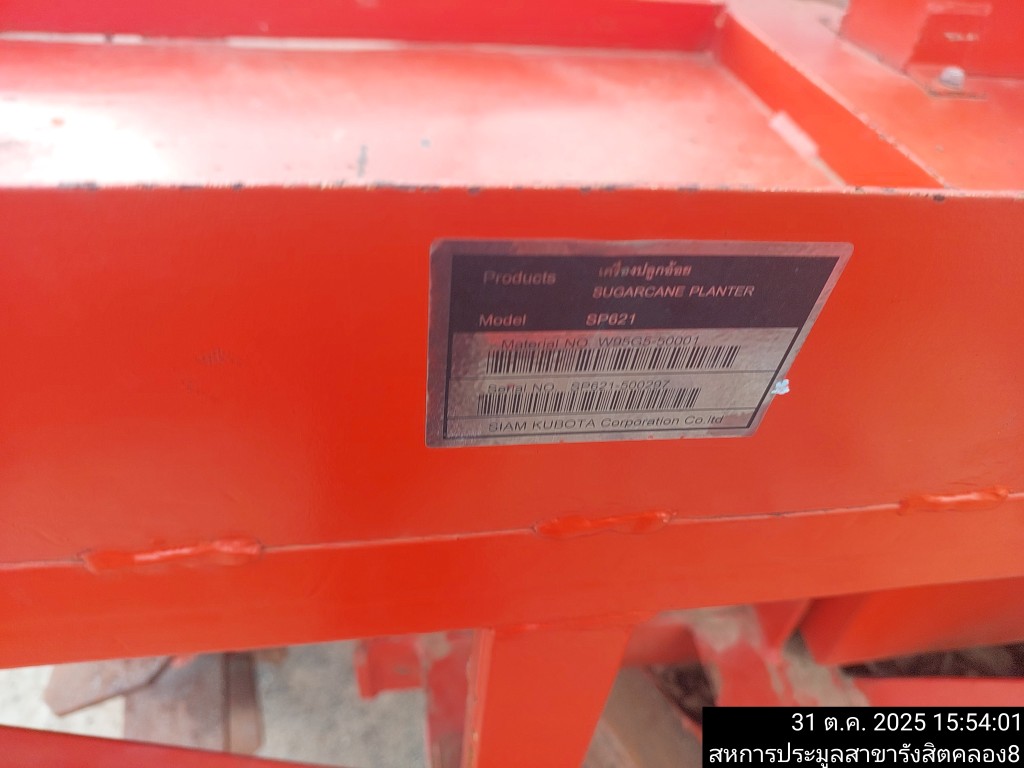 Products เครื่องปลูกอ้อย
SUGARCANE PLANTER
Model SP621
Material NO. W95G5-50001
Serial NO. SP621-500297
SIAM KUBOTA Corporation Co.ltd
31 ต.ค. 2025 15:54:01
สหการประมูลสาขารังสิตคลอง8